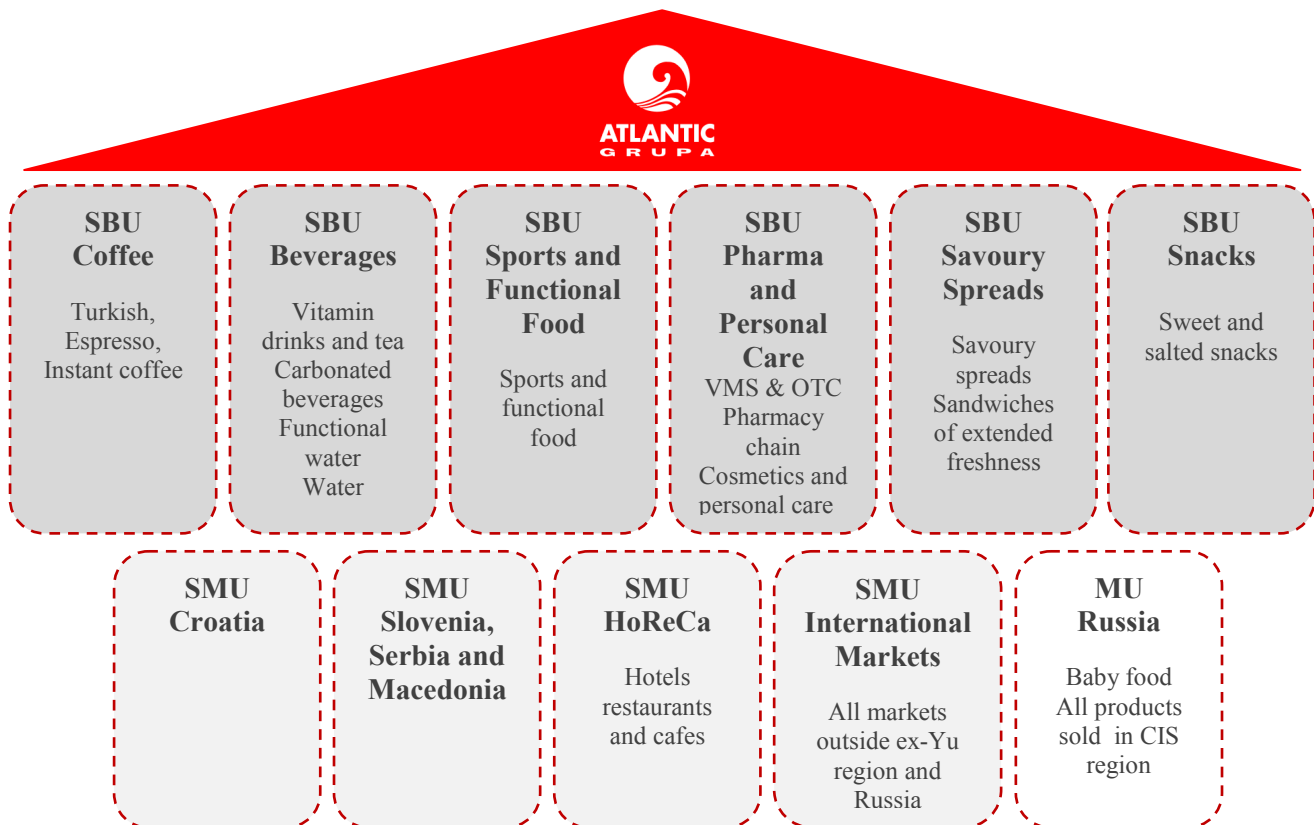 ATLANTIC
GRUPA
SBU
Coffee
Turkish,
Espresso,
Instant coffee
SBU
Beverages
Vitamin
drinks and tea
Carbonated
beverages
Functional
water
Water
SBU
Sports and
Functional
Food
Sports and
functional
food
SBU
Pharma
and
Personal
Care
VMS & OTC
Pharmacy
chain
Cosmetics and
personal care
SBU
Savoury
Spreads
Savoury
spreads
Sandwiches
of extended
freshness
SBU
Snacks
Sweet and
salted snacks
SMU
Croatia
SMU
Slovenia,
Serbia and
Macedonia
SMU
HoReCa
Hotels
restaurants
and cafes
SMU
International
Markets
All markets
outside ex-Yu
region and
Russia
MU
Russia
Baby food
All products
sold in CIS
region